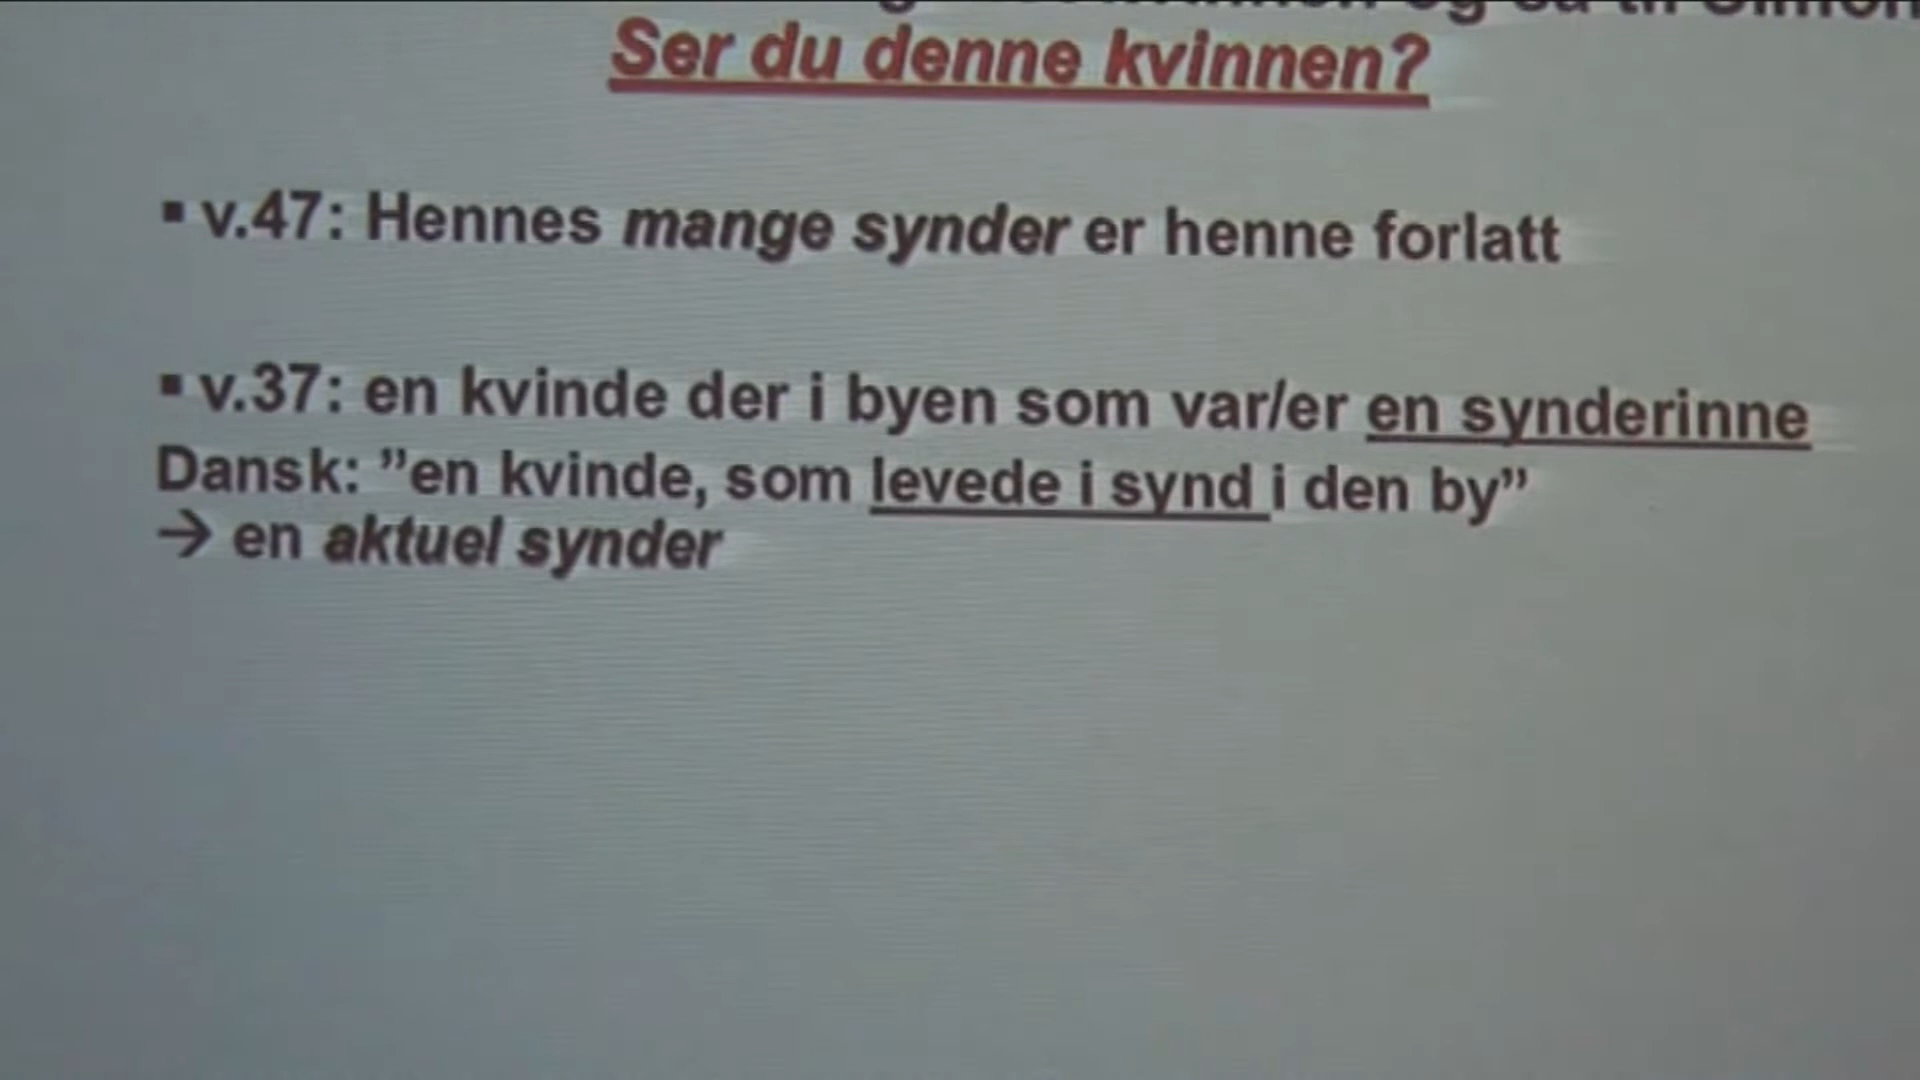 Ser du denne kvinnen?
▪ v.47: Hennes mange synder er henne forlatt
▪ v.37: en kvinde der i byen som var/er en synderinne
Dansk: ”en kvinde, som levede i synd i den by”
→ en aktuel synder